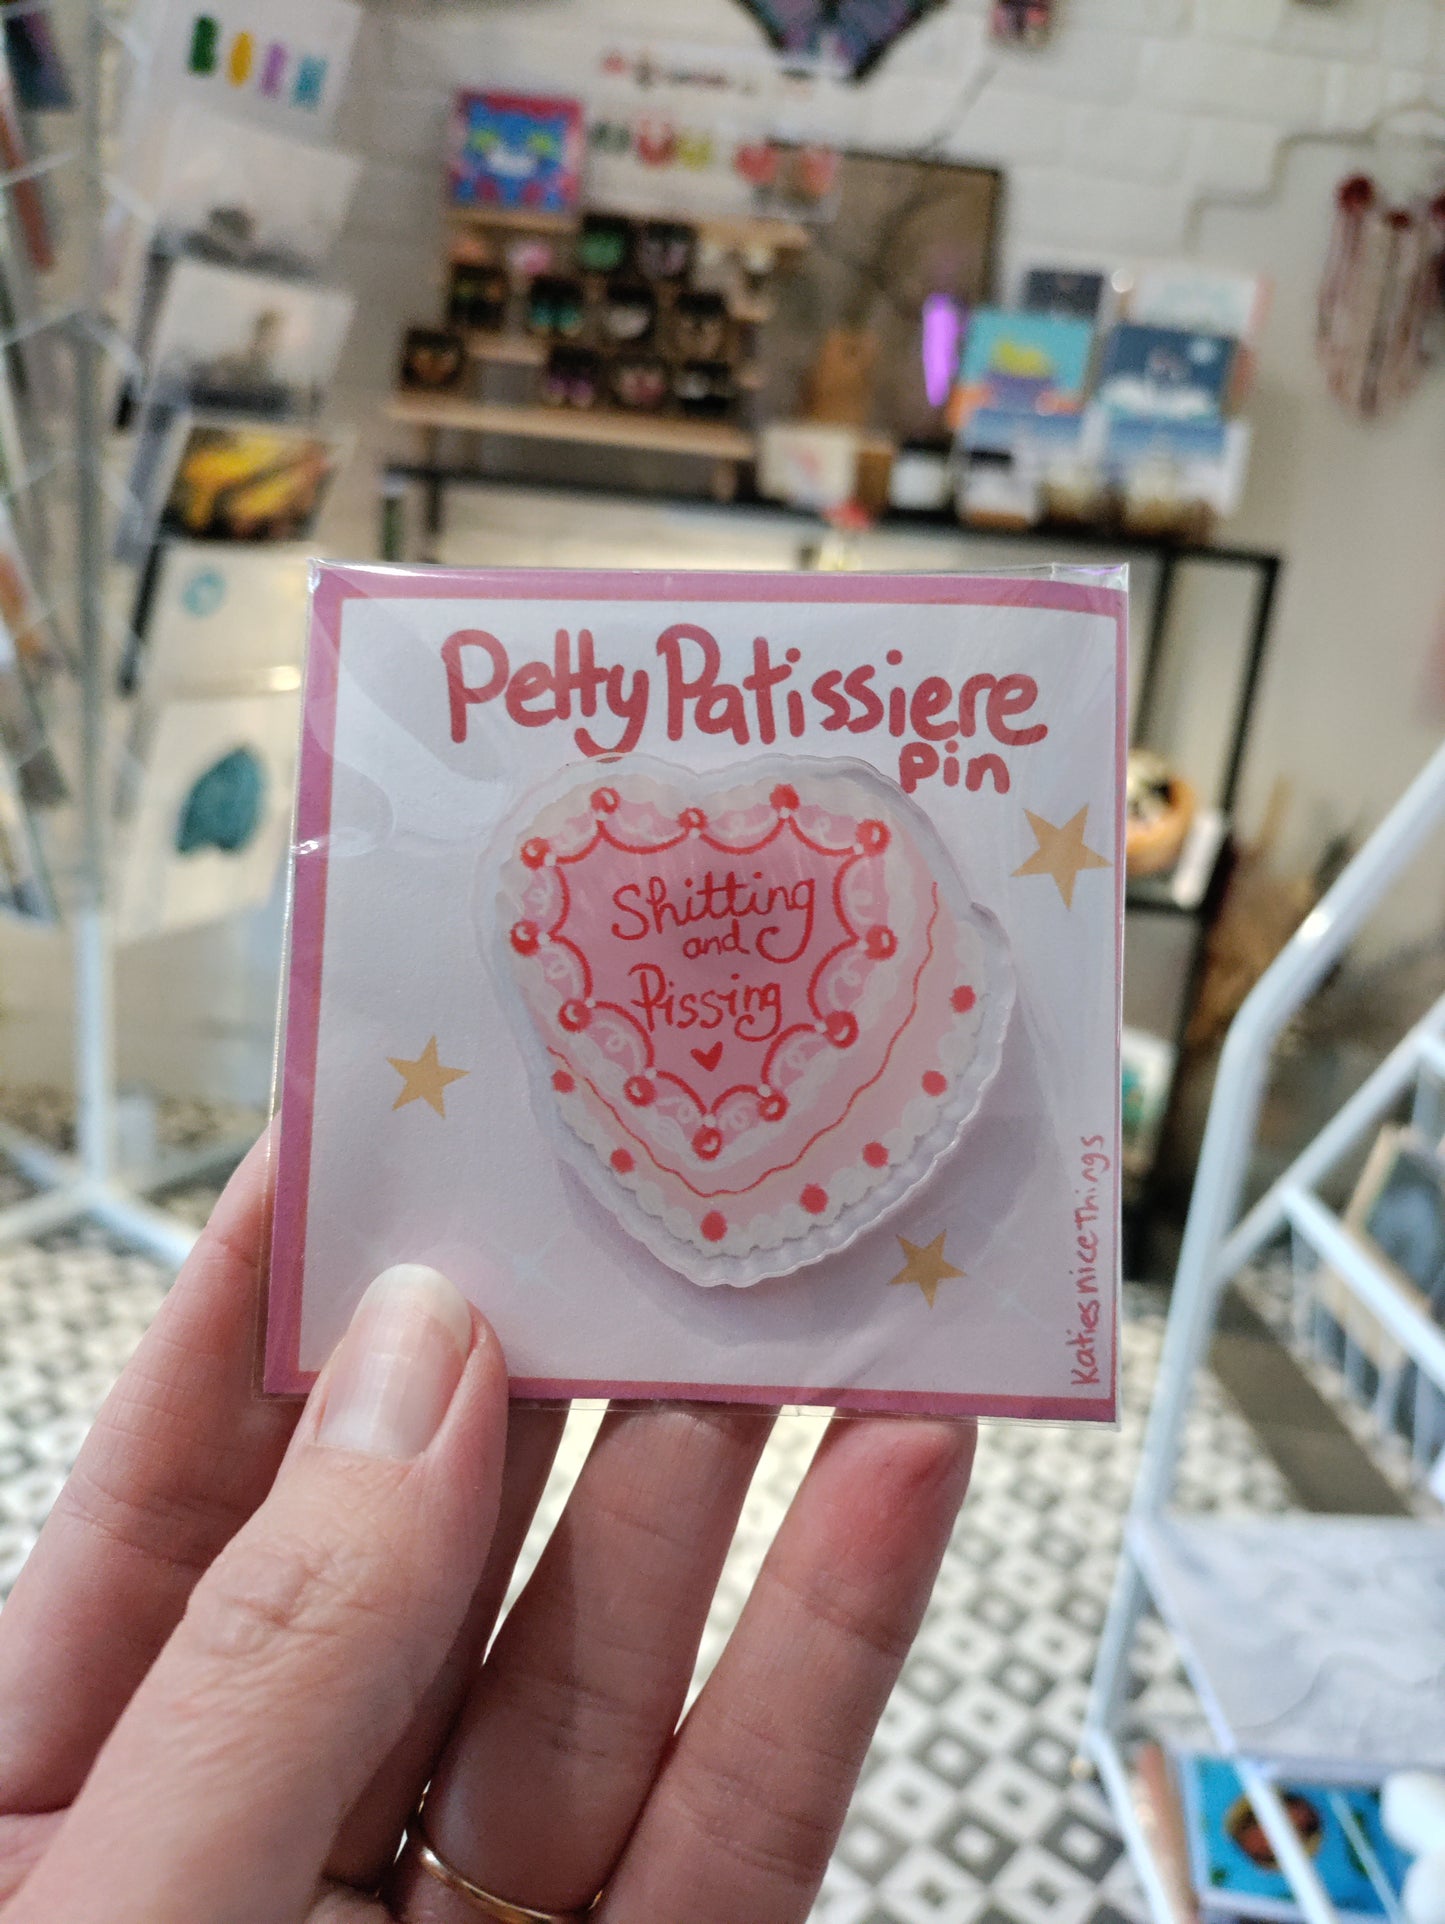 Petty Patissiere
pin
Shitting
and
Pissing
Katiesnicethings